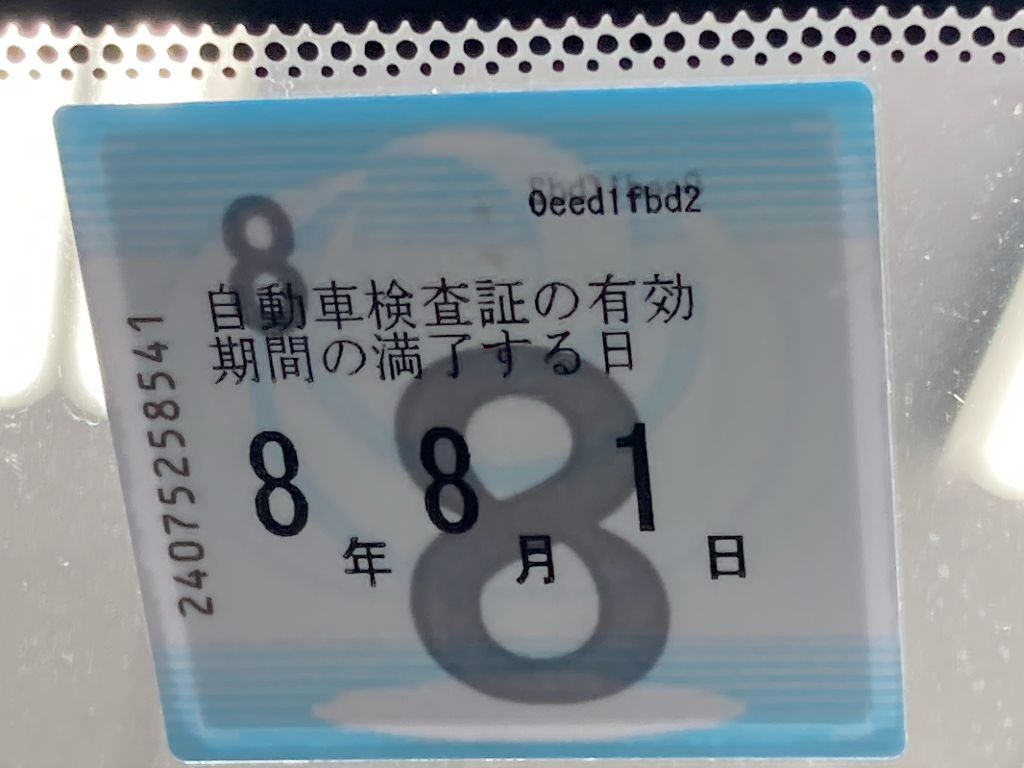 0eed1fbd2
8
自動車検査証の有効
期間の満了する日
8年 8月 1日
8
240752528541